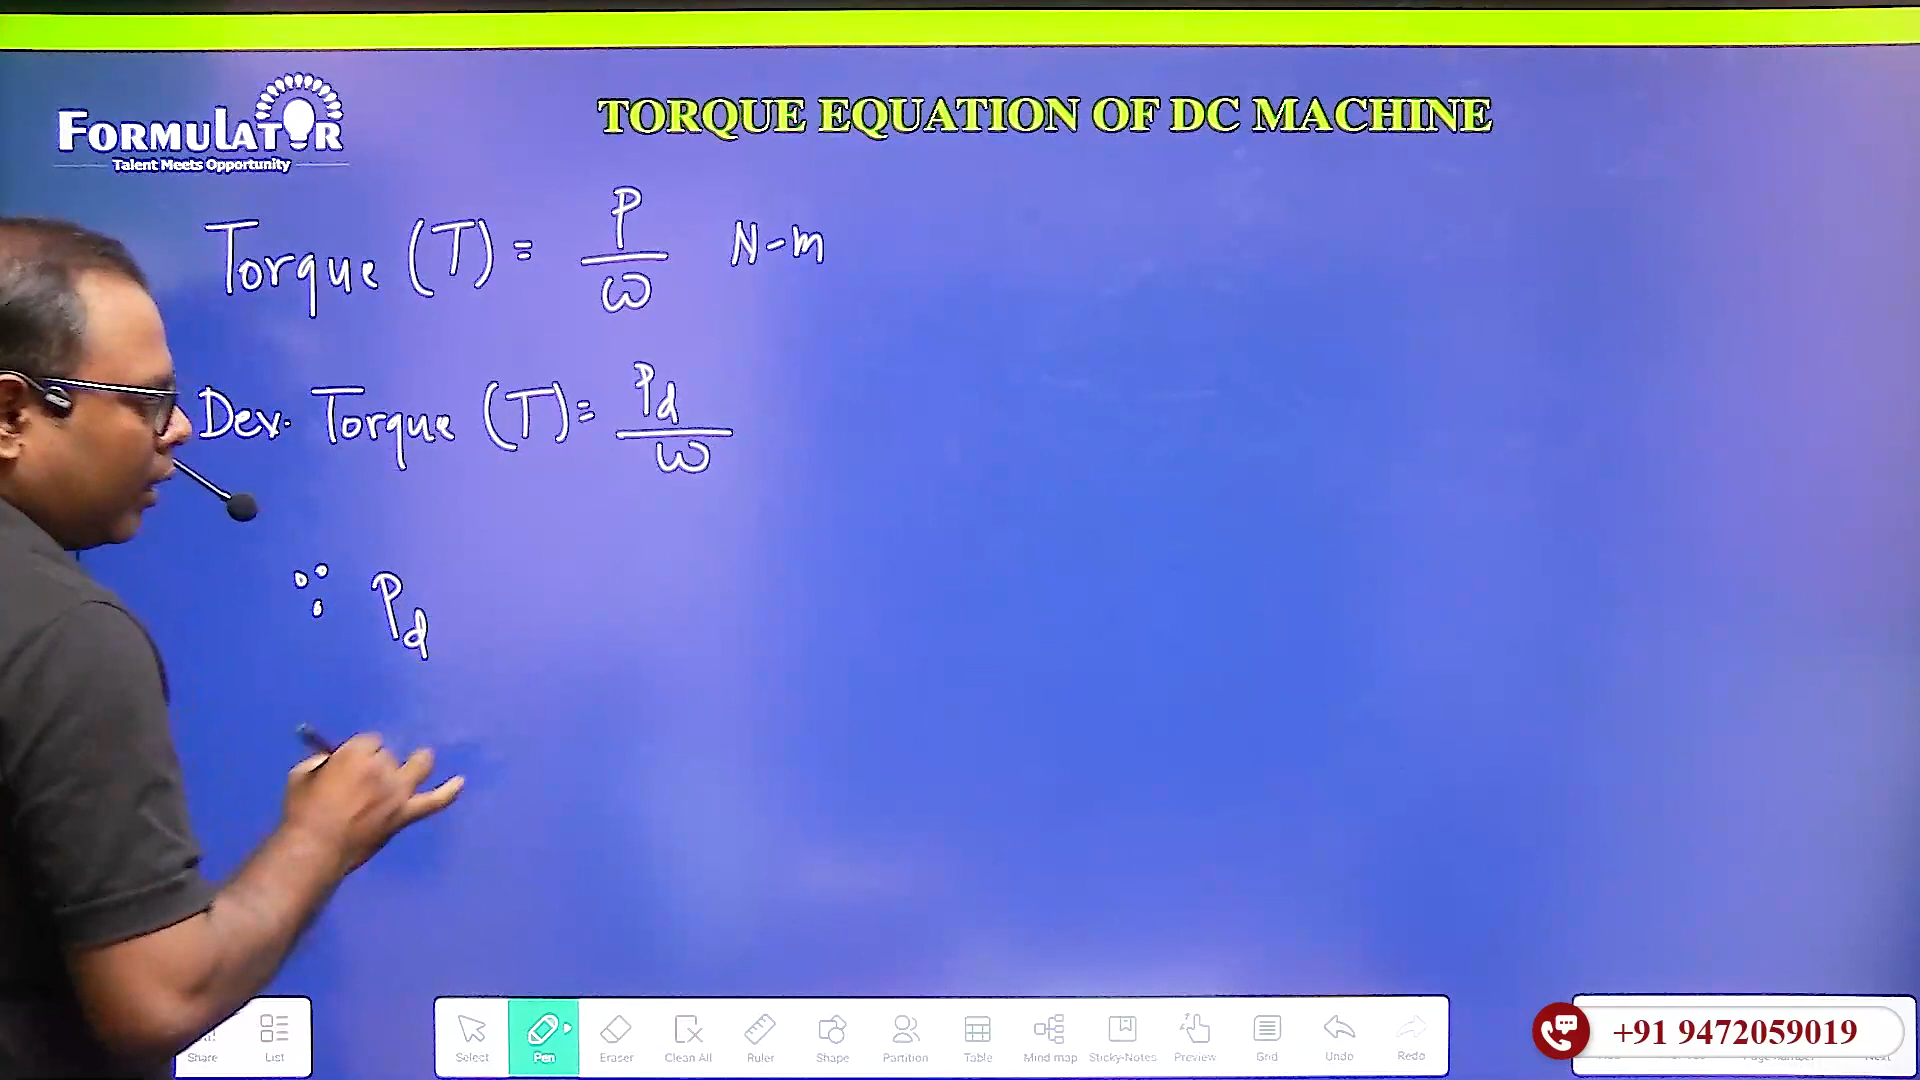 FORMULATOR
Talent Meets Opportunity
TORQUE EQUATION OF DC MACHINE
Torque (T) = P/ω N-m
Dev. Torque (T) = Pd/ω
∵ Pd
Share
List
Select
Pen
Eraser
Clean All
Ruler
Shape
Partition
Table
Mind map
Sticky-Notes
Preview
Grid
Undo
Redo
+91 9472059019